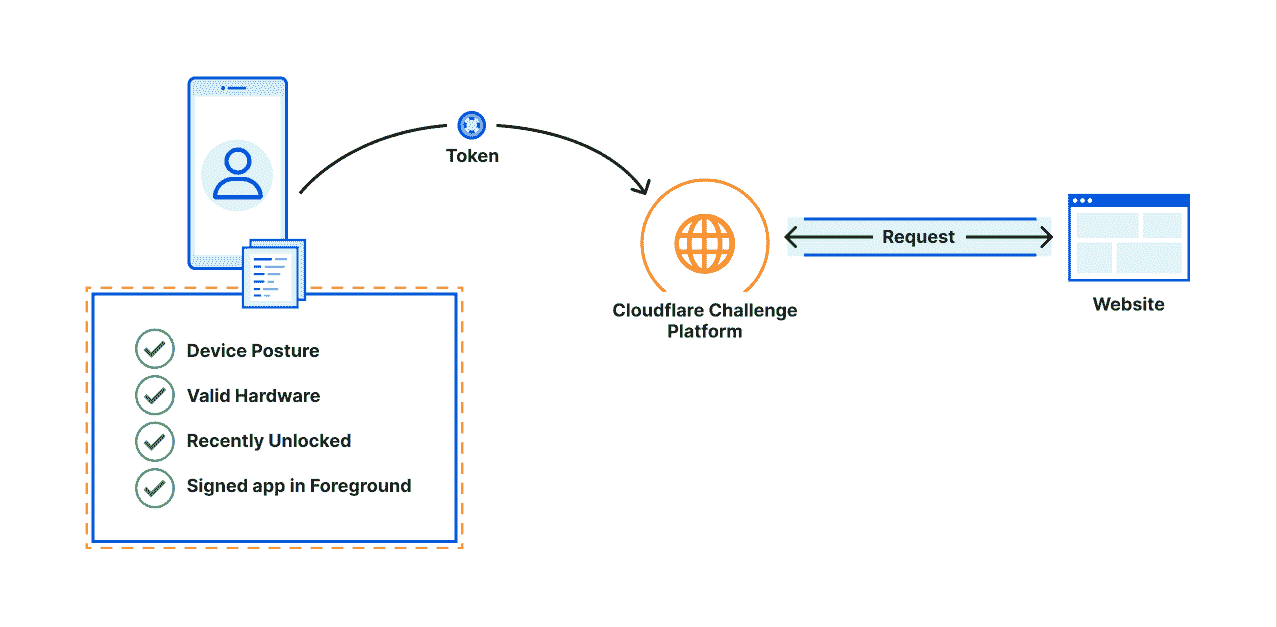 Token
Request
Cloudflare Challenge
Platform
Website
Device Posture
Valid Hardware
Recently Unlocked
Signed app in Foreground